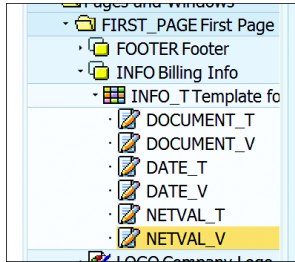 Pages and Windows
FIRST_PAGE First Page
FOOTER Footer
INFO Billing Info
INFO_T Template fo
DOCUMENT_T
DOCUMENT_V
DATE_T
DATE_V
NETVAL_T
NETVAL_V
LOGO Company Logo